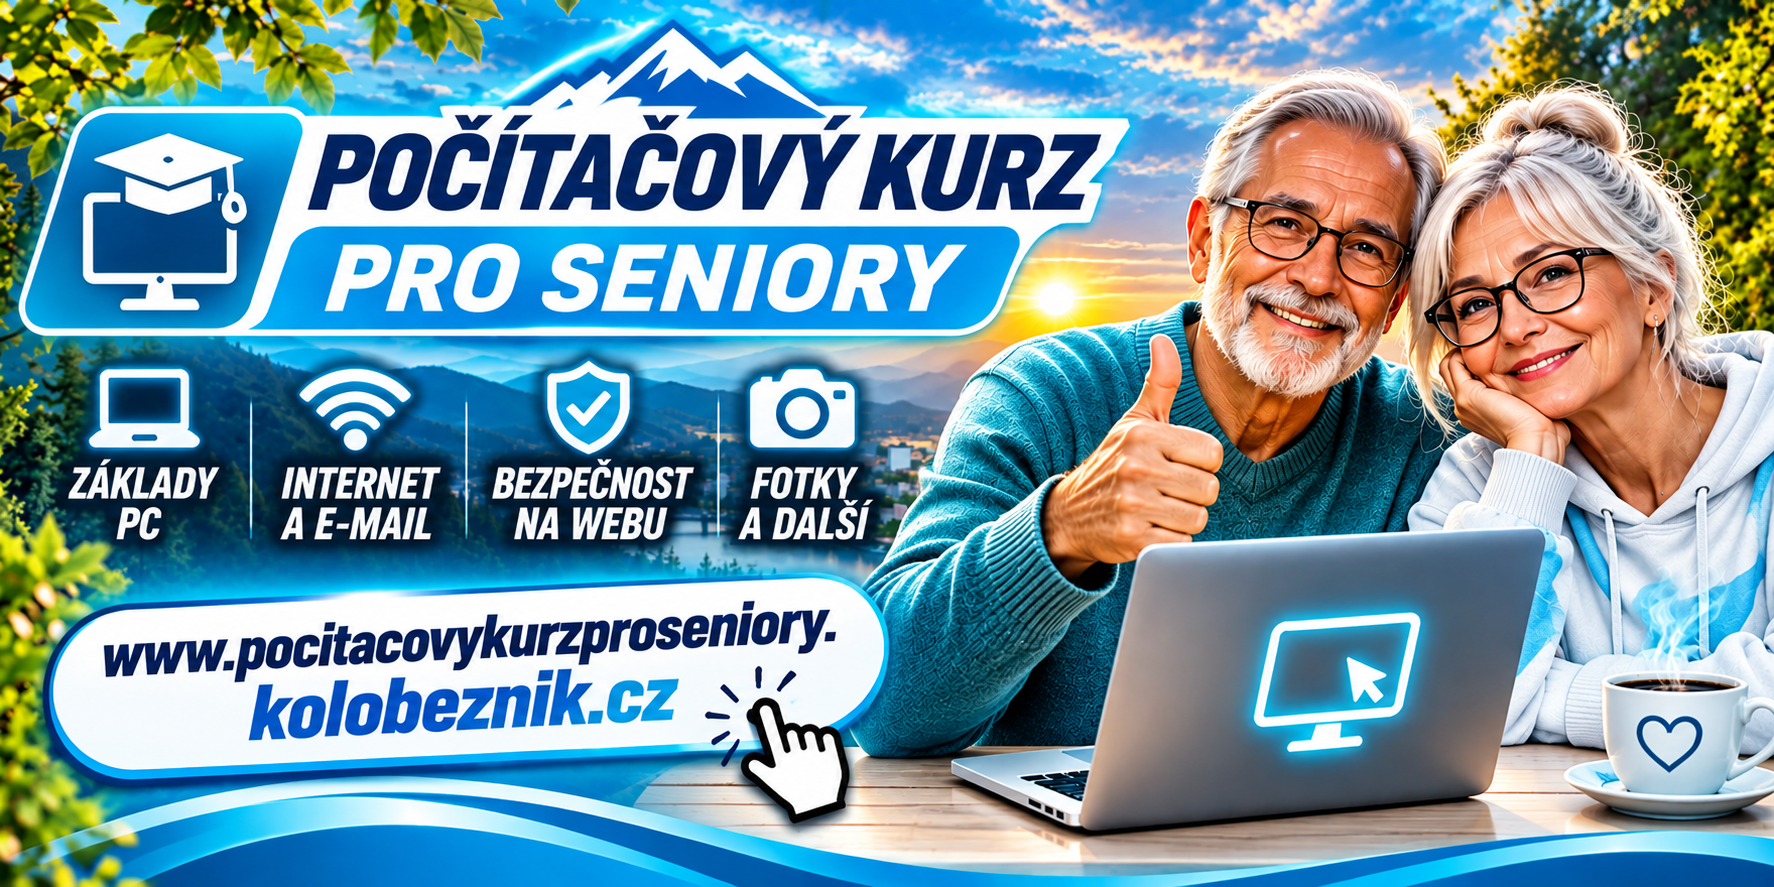 POČÍTAČOVÝ KURZ
PRO SENIORY
ZÁKLADY
PC
INTERNET
A E-MAIL
BEZPEČNOST
NA WEBU
FOTKY
A DALŠÍ
www.pocitacovykurzproseniory.
kolobeznik.cz